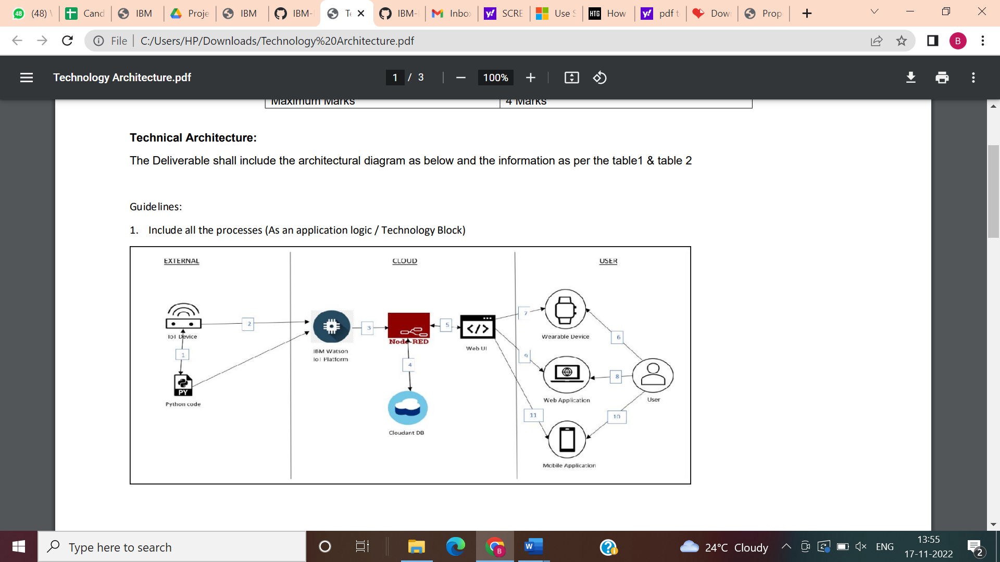 48 (48) Cand IBM Proje IBM IBM- Te IBM- Inbo y! SCRE Use S HTG How y! pdf t Dow Prop
File C:/Users/HP/Downloads/Technology%20Architecture.pdf B
Technology Architecture.pdf 1 / 3 100%
Maximum Marks 4 Marks
Technical Architecture:
The Deliverable shall include the architectural diagram as below and the information as per the table1 & table 2
Guidelines:
1. Include all the processes (As an application logic / Technology Block)
EXTERNAL CLOUD USER
IoT Device
1
2
PY
Python code
IBM Watson
IoT Platform
3
Node-RED
4
Cloudant DB
5
</>
Web UI
7
Wearable Device
6
9
Web Application
8
User
11
10
Mobile Application
Type here to search
B
W
?
24°C Cloudy
ENG
13:55
17-11-2022
2